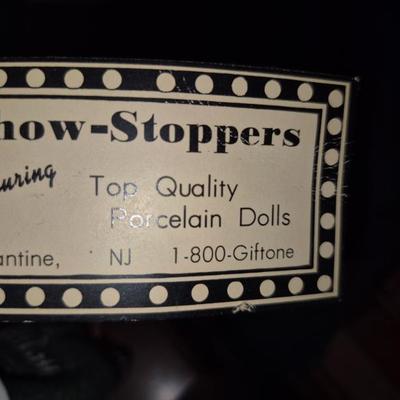 how-Stoppers
uring
Top Quality
Porcelain Dolls
antine, NJ 1-800-Giftone